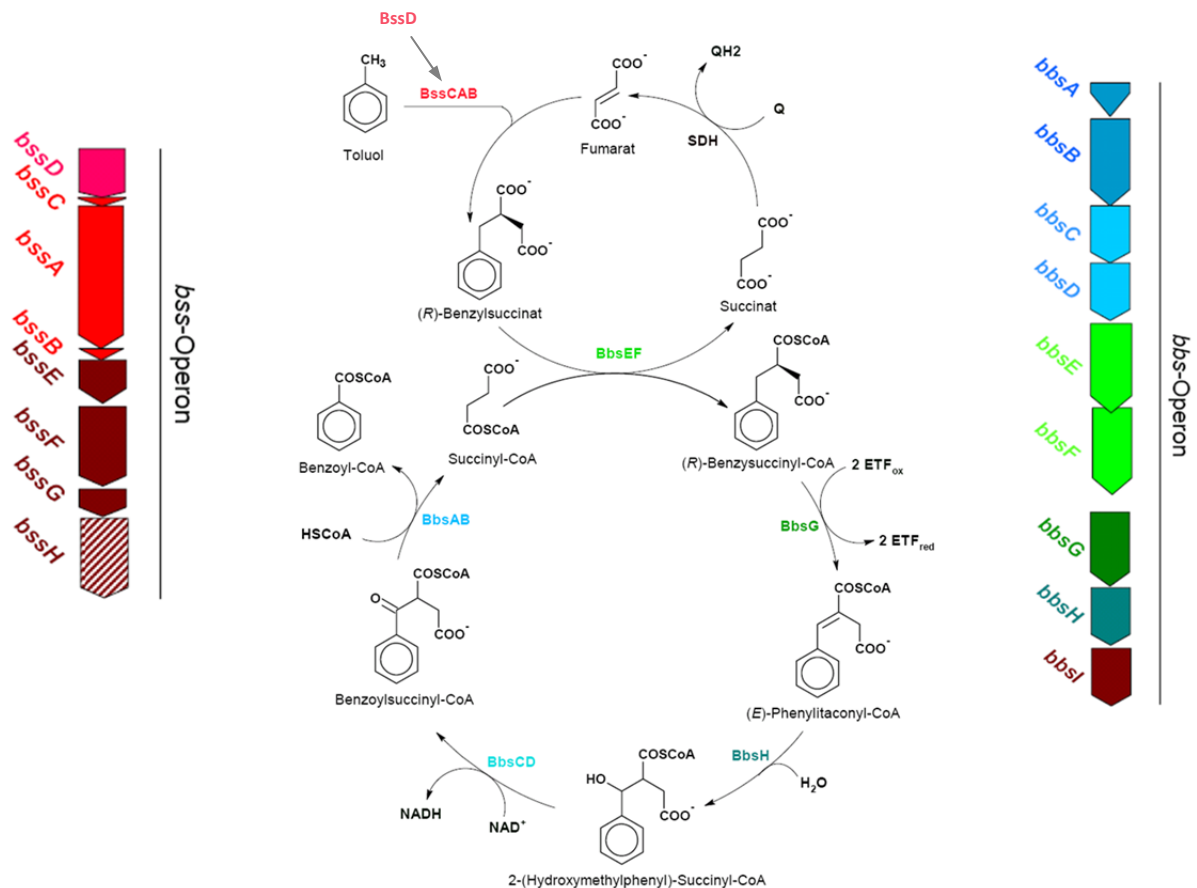 bssD
bssC
bssA
bssB
bssE
bssF
bssG
bssH
bss-Operon
BssD
CH3
BssCAB
Toluol
COO-
COO-
Fumarat
QH2
Q
SDH
COO-
COO-
(R)-Benzylsuccinat
COO-
COO-
Succinat
BbsEF
COO-
COSCoA
Succinyl-CoA
COSCoA
COO-
(R)-Benzysuccinyl-CoA
COSCoA
Benzoyl-CoA
HSCoA
BbsAB
2 ETFox
BbsG
2 ETFred
COSCoA
O
COO-
Benzoylsuccinyl-CoA
COSCoA
COO-
(E)-Phenylitaconyl-CoA
BbsH
H2O
BbsCD
NADH
NAD+
COSCoA
HO
COO-
2-(Hydroxymethylphenyl)-Succinyl-CoA
bbsA
bbsB
bbsC
bbsD
bbsE
bbsF
bbsG
bbsH
bbsI
bbs-Operon